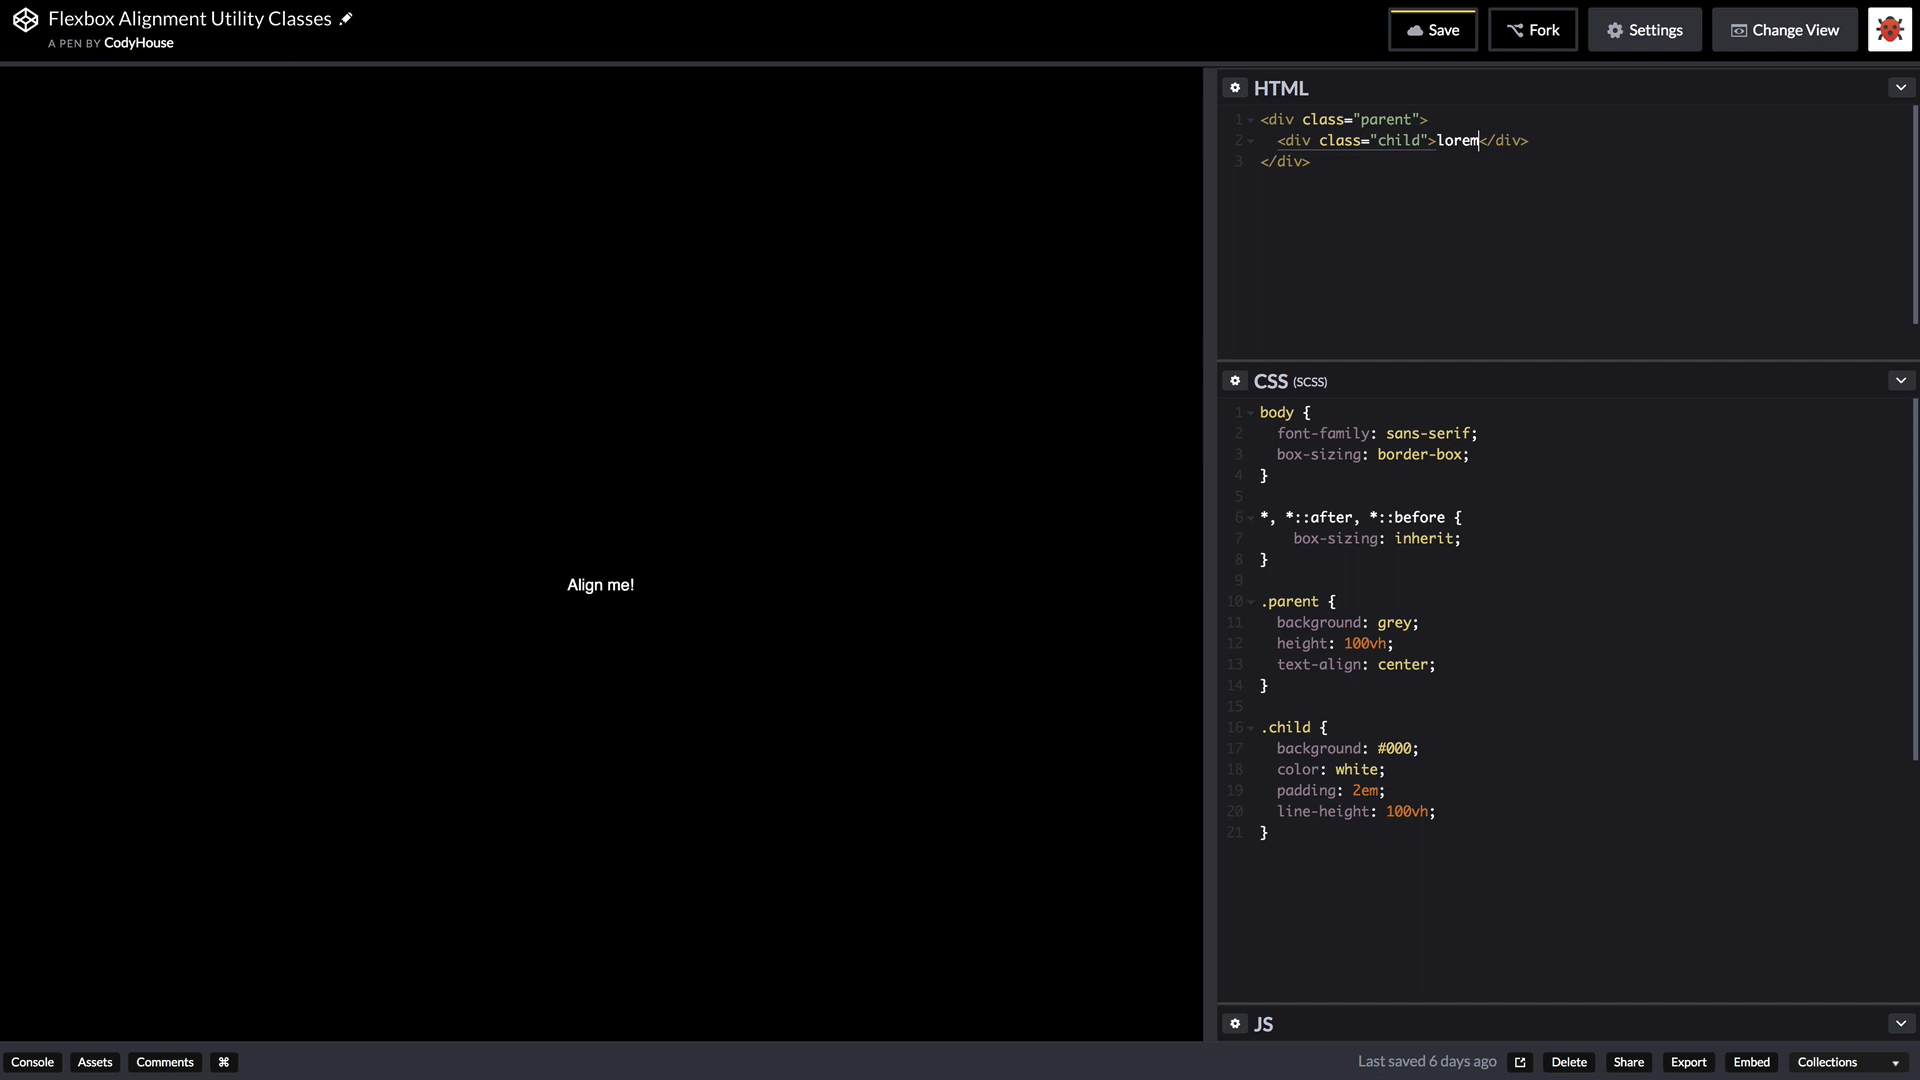 Flexbox Alignment Utility Classes
A PEN BY CodyHouse
Save
Fork
Settings
Change View
Align me!
HTML
1 <div class="parent">
2 <div class="child">lorem</div>
3 </div>
CSS (SCSS)
1 body {
2 font-family: sans-serif;
3 box-sizing: border-box;
4 }
5
6 *, *::after, *::before {
7 box-sizing: inherit;
8 }
9
10 .parent {
11 background: grey;
12 height: 100vh;
13 text-align: center;
14 }
15
16 .child {
17 background: #000;
18 color: white;
19 padding: 2em;
20 line-height: 100vh;
21 }
JS
Console
Assets
Comments
⌘
Last saved 6 days ago
Delete
Share
Export
Embed
Collections